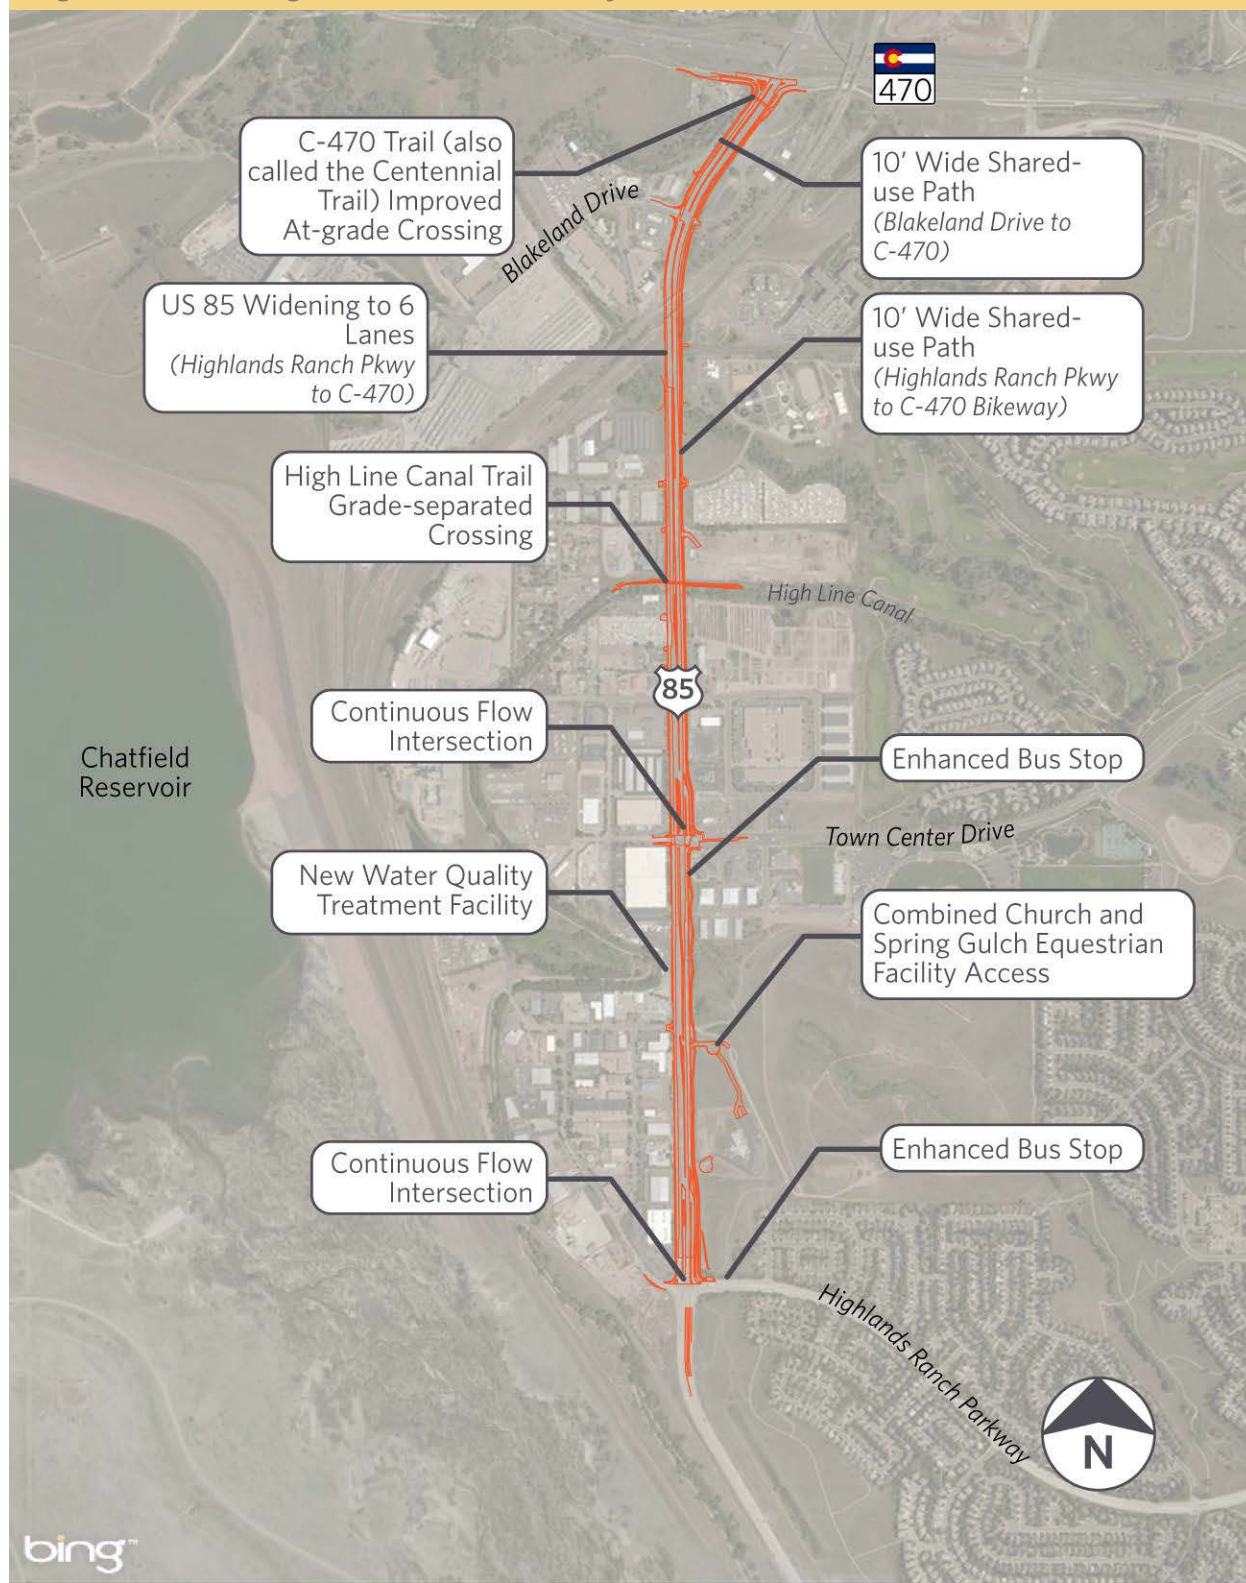 470
C-470 Trail (also
called the Centennial
Trail) Improved
At-grade Crossing
10' Wide Shared-
use Path
(Blakeland Drive to
C-470)
Blakeland Drive
US 85 Widening to 6
Lanes
(Highlands Ranch Pkwy
to C-470)
10' Wide Shared-
use Path
(Highlands Ranch Pkwy
to C-470 Bikeway)
High Line Canal Trail
Grade-separated
Crossing
High Line Canal
85
Continuous Flow
Intersection
Chatfield
Reservoir
Enhanced Bus Stop
Town Center Drive
New Water Quality
Treatment Facility
Combined Church and
Spring Gulch Equestrian
Facility Access
Continuous Flow
Intersection
Enhanced Bus Stop
Highlands Ranch Parkway
N
bing™